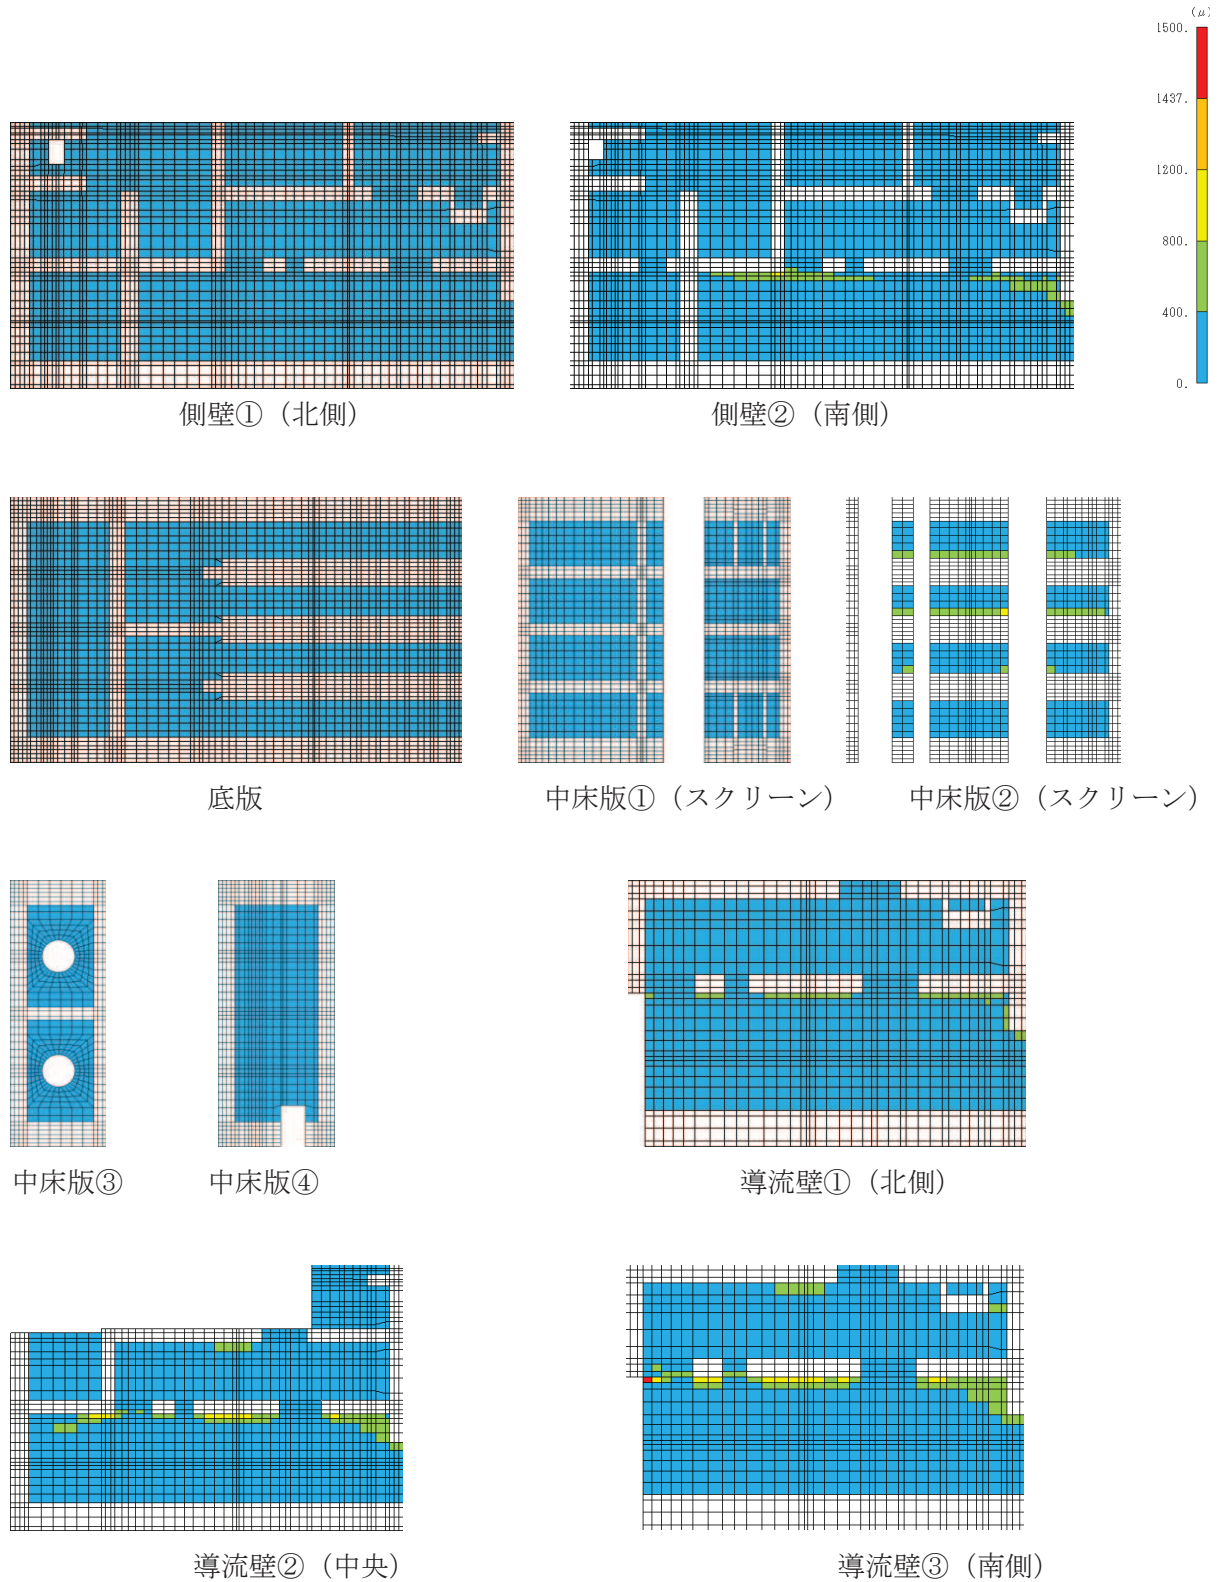 (μ)
1500.
1437.
1200.
800.
400.
0.
側壁①（北側）
側壁②（南側）
底版
中床版①（スクリーン）
中床版②（スクリーン）
中床版③
中床版④
導流壁①（北側）
導流壁②（中央）
導流壁③（南側）